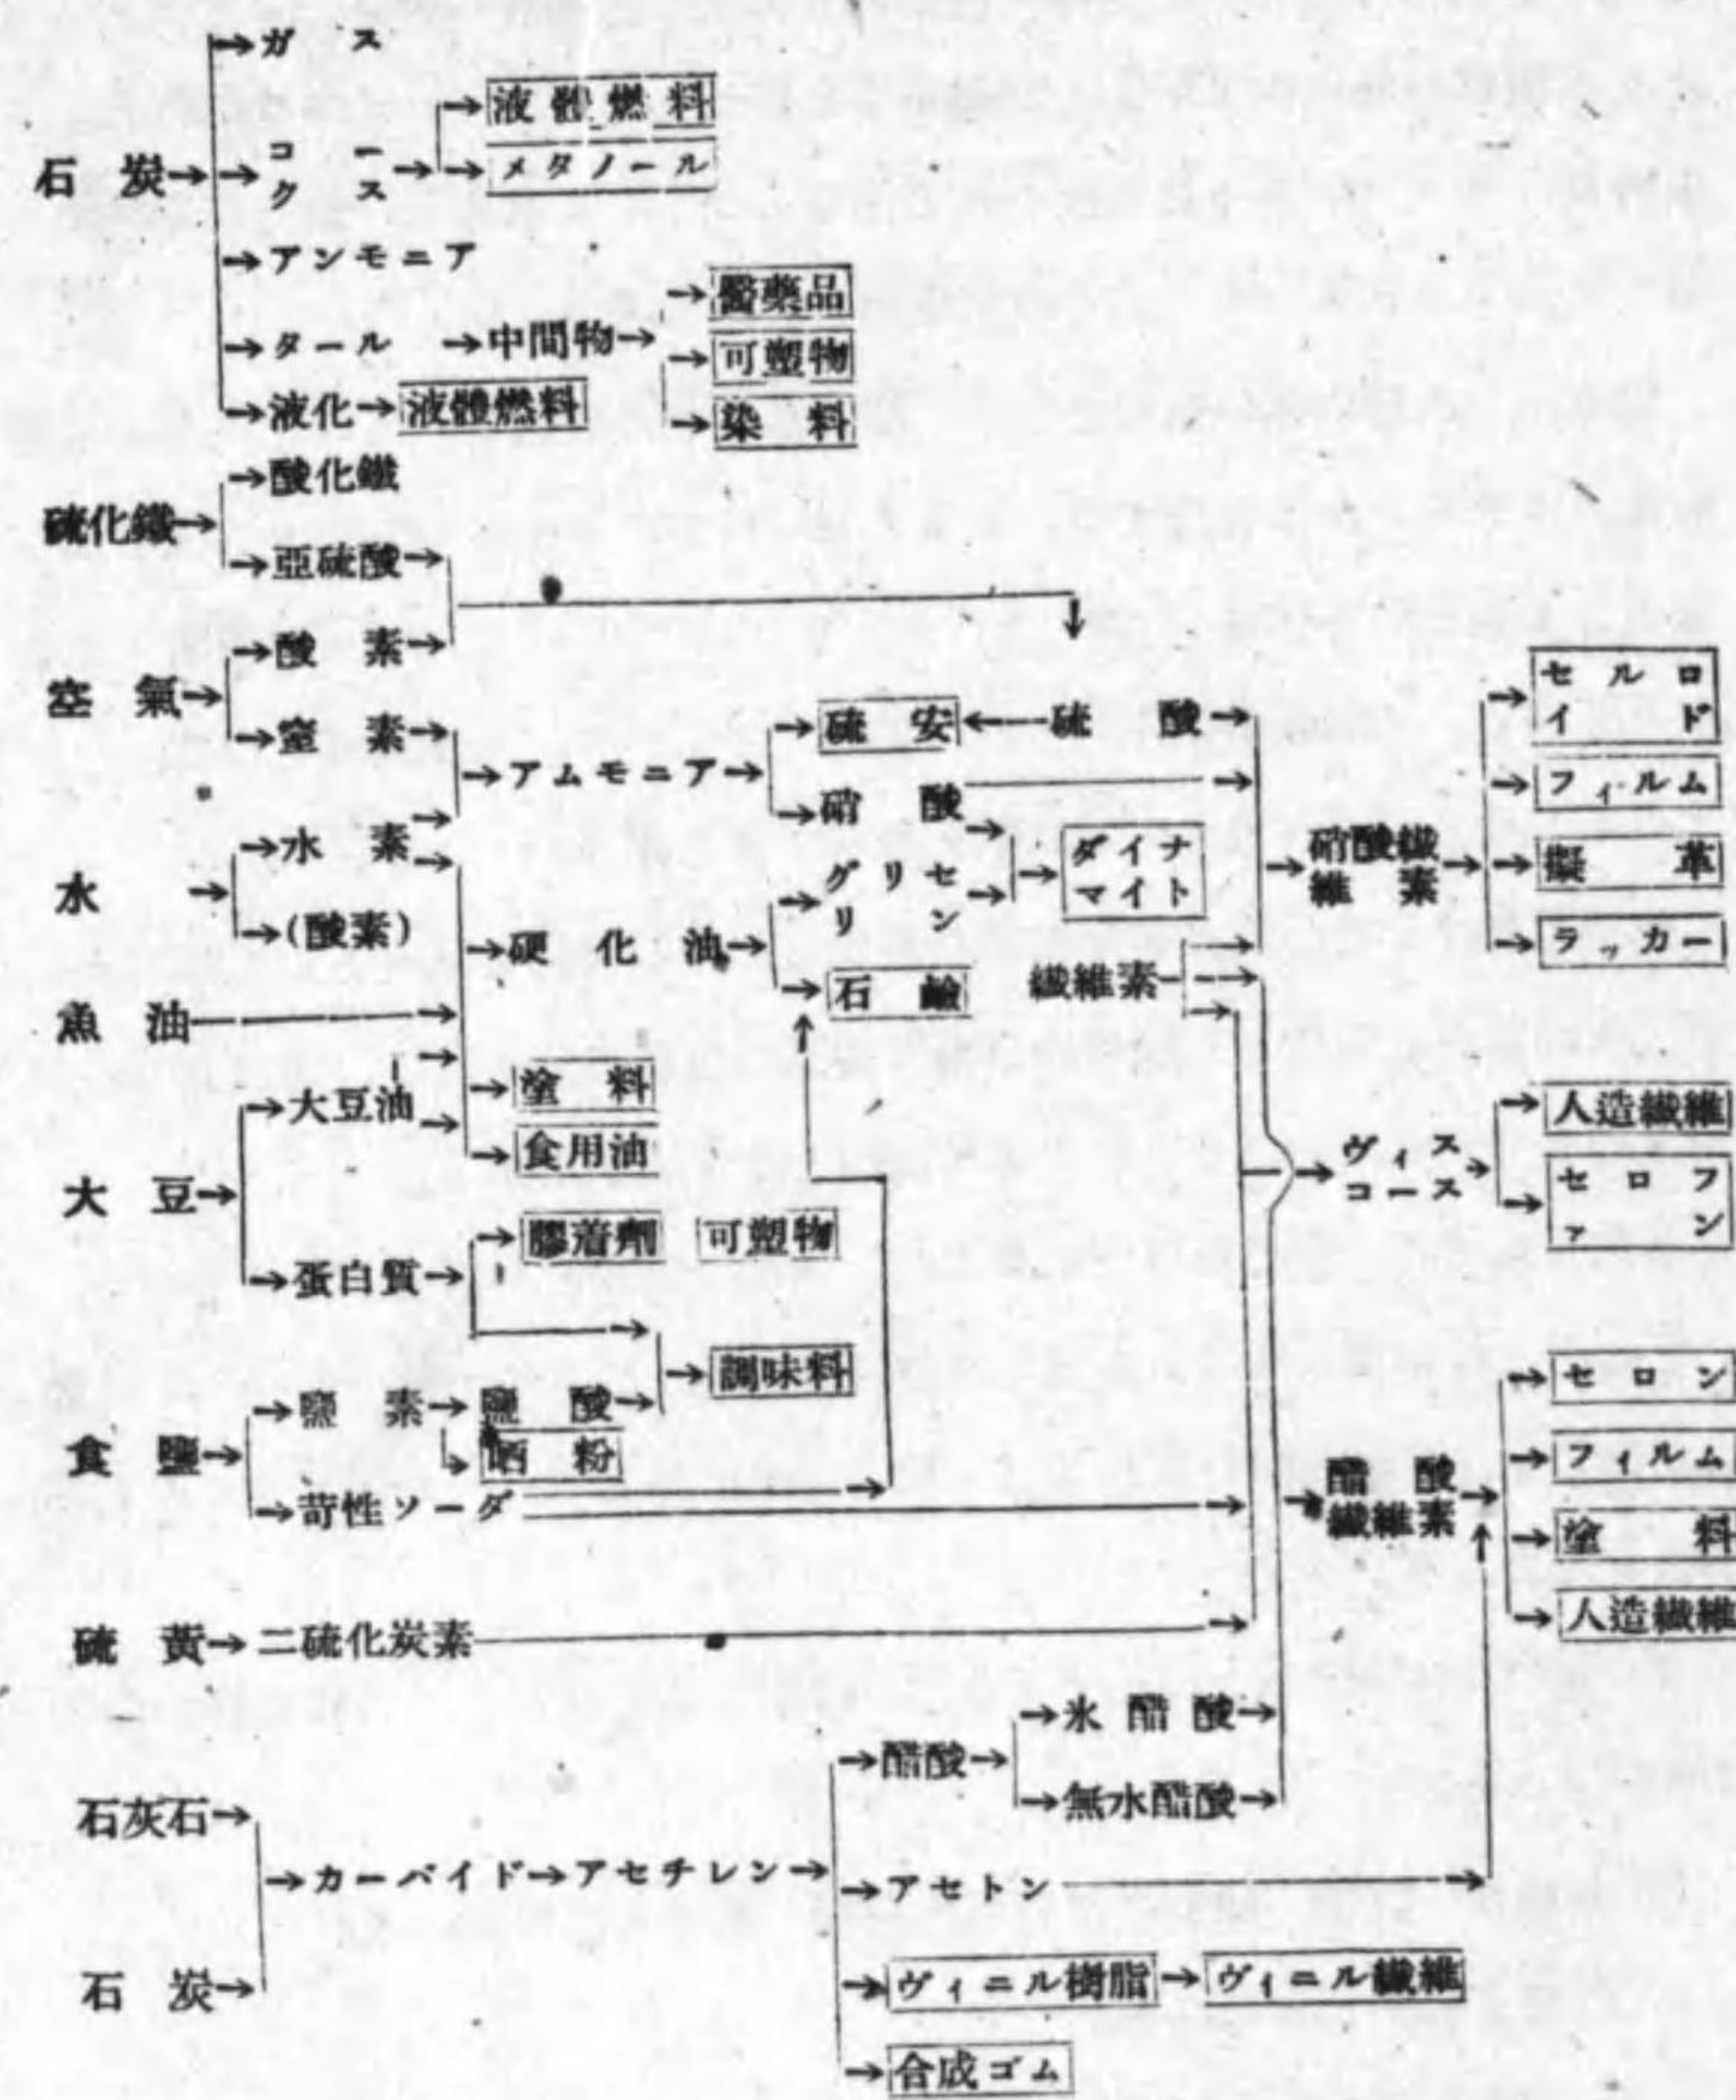 ガス
液體燃料
石炭
コークス
メタノール
アンモニア
醫藥品
タール
中間物
可塑物
液化
液體燃料
染料
酸化鐵
硫化鐵
亞硫酸
酸素
空氣
窒素
アムモニア
硫安
硫酸
硝酸
水
水素
(酸素)
グリセ
リン
ダイナ
マイト
硬化油
石鹼
纎維素
硝酸纎
維素
セルロ
イド
フィルム
擬革
ラッカー
魚油
大豆
大豆油
塗料
食用油
蛋白質
膠着劑
可塑物
調味料
ヴィス
コース
人造纎維
セロフ
ァン
食鹽
鹽素
鹽酸
晒粉
苛性ソーダ
醋酸
纎維素
セロン
フィルム
塗料
人造纎維
硫黃
二硫化炭素
醋酸
氷醋酸
無水醋酸
石灰石
カーバイド
アセチレン
アセトン
石炭
ヴィニル樹脂
ヴィニル纎維
合成ゴム